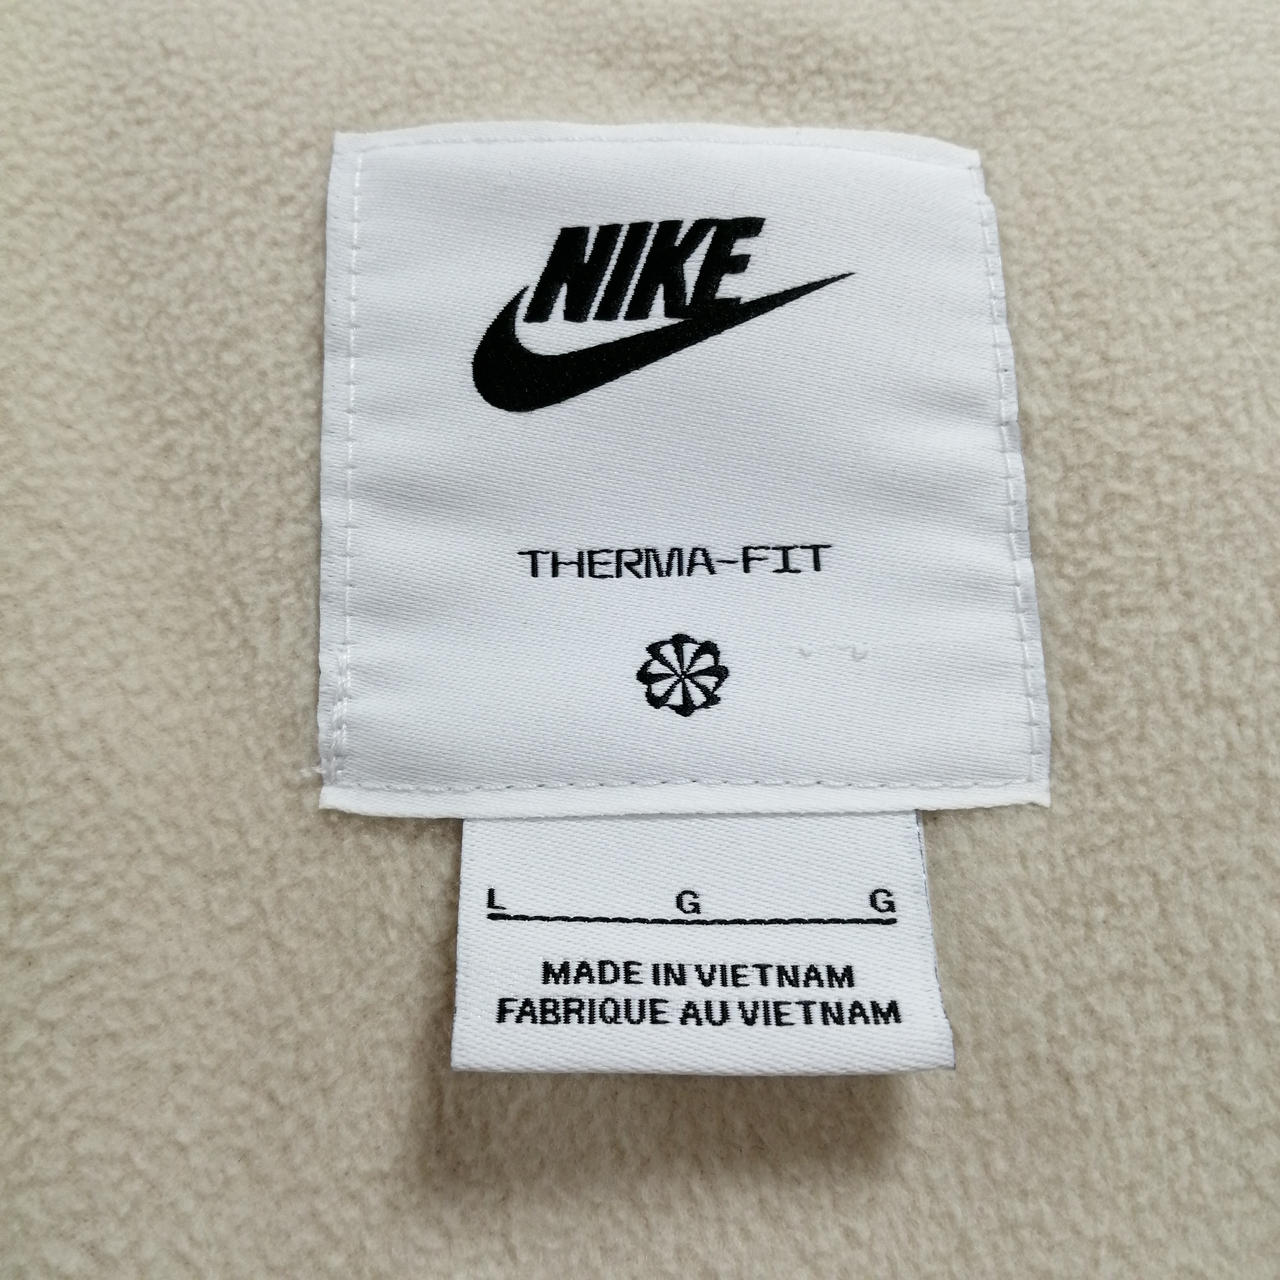 NIKE
THERMA-FIT
L G G
MADE IN VIETNAM
FABRIQUE AU VIETNAM